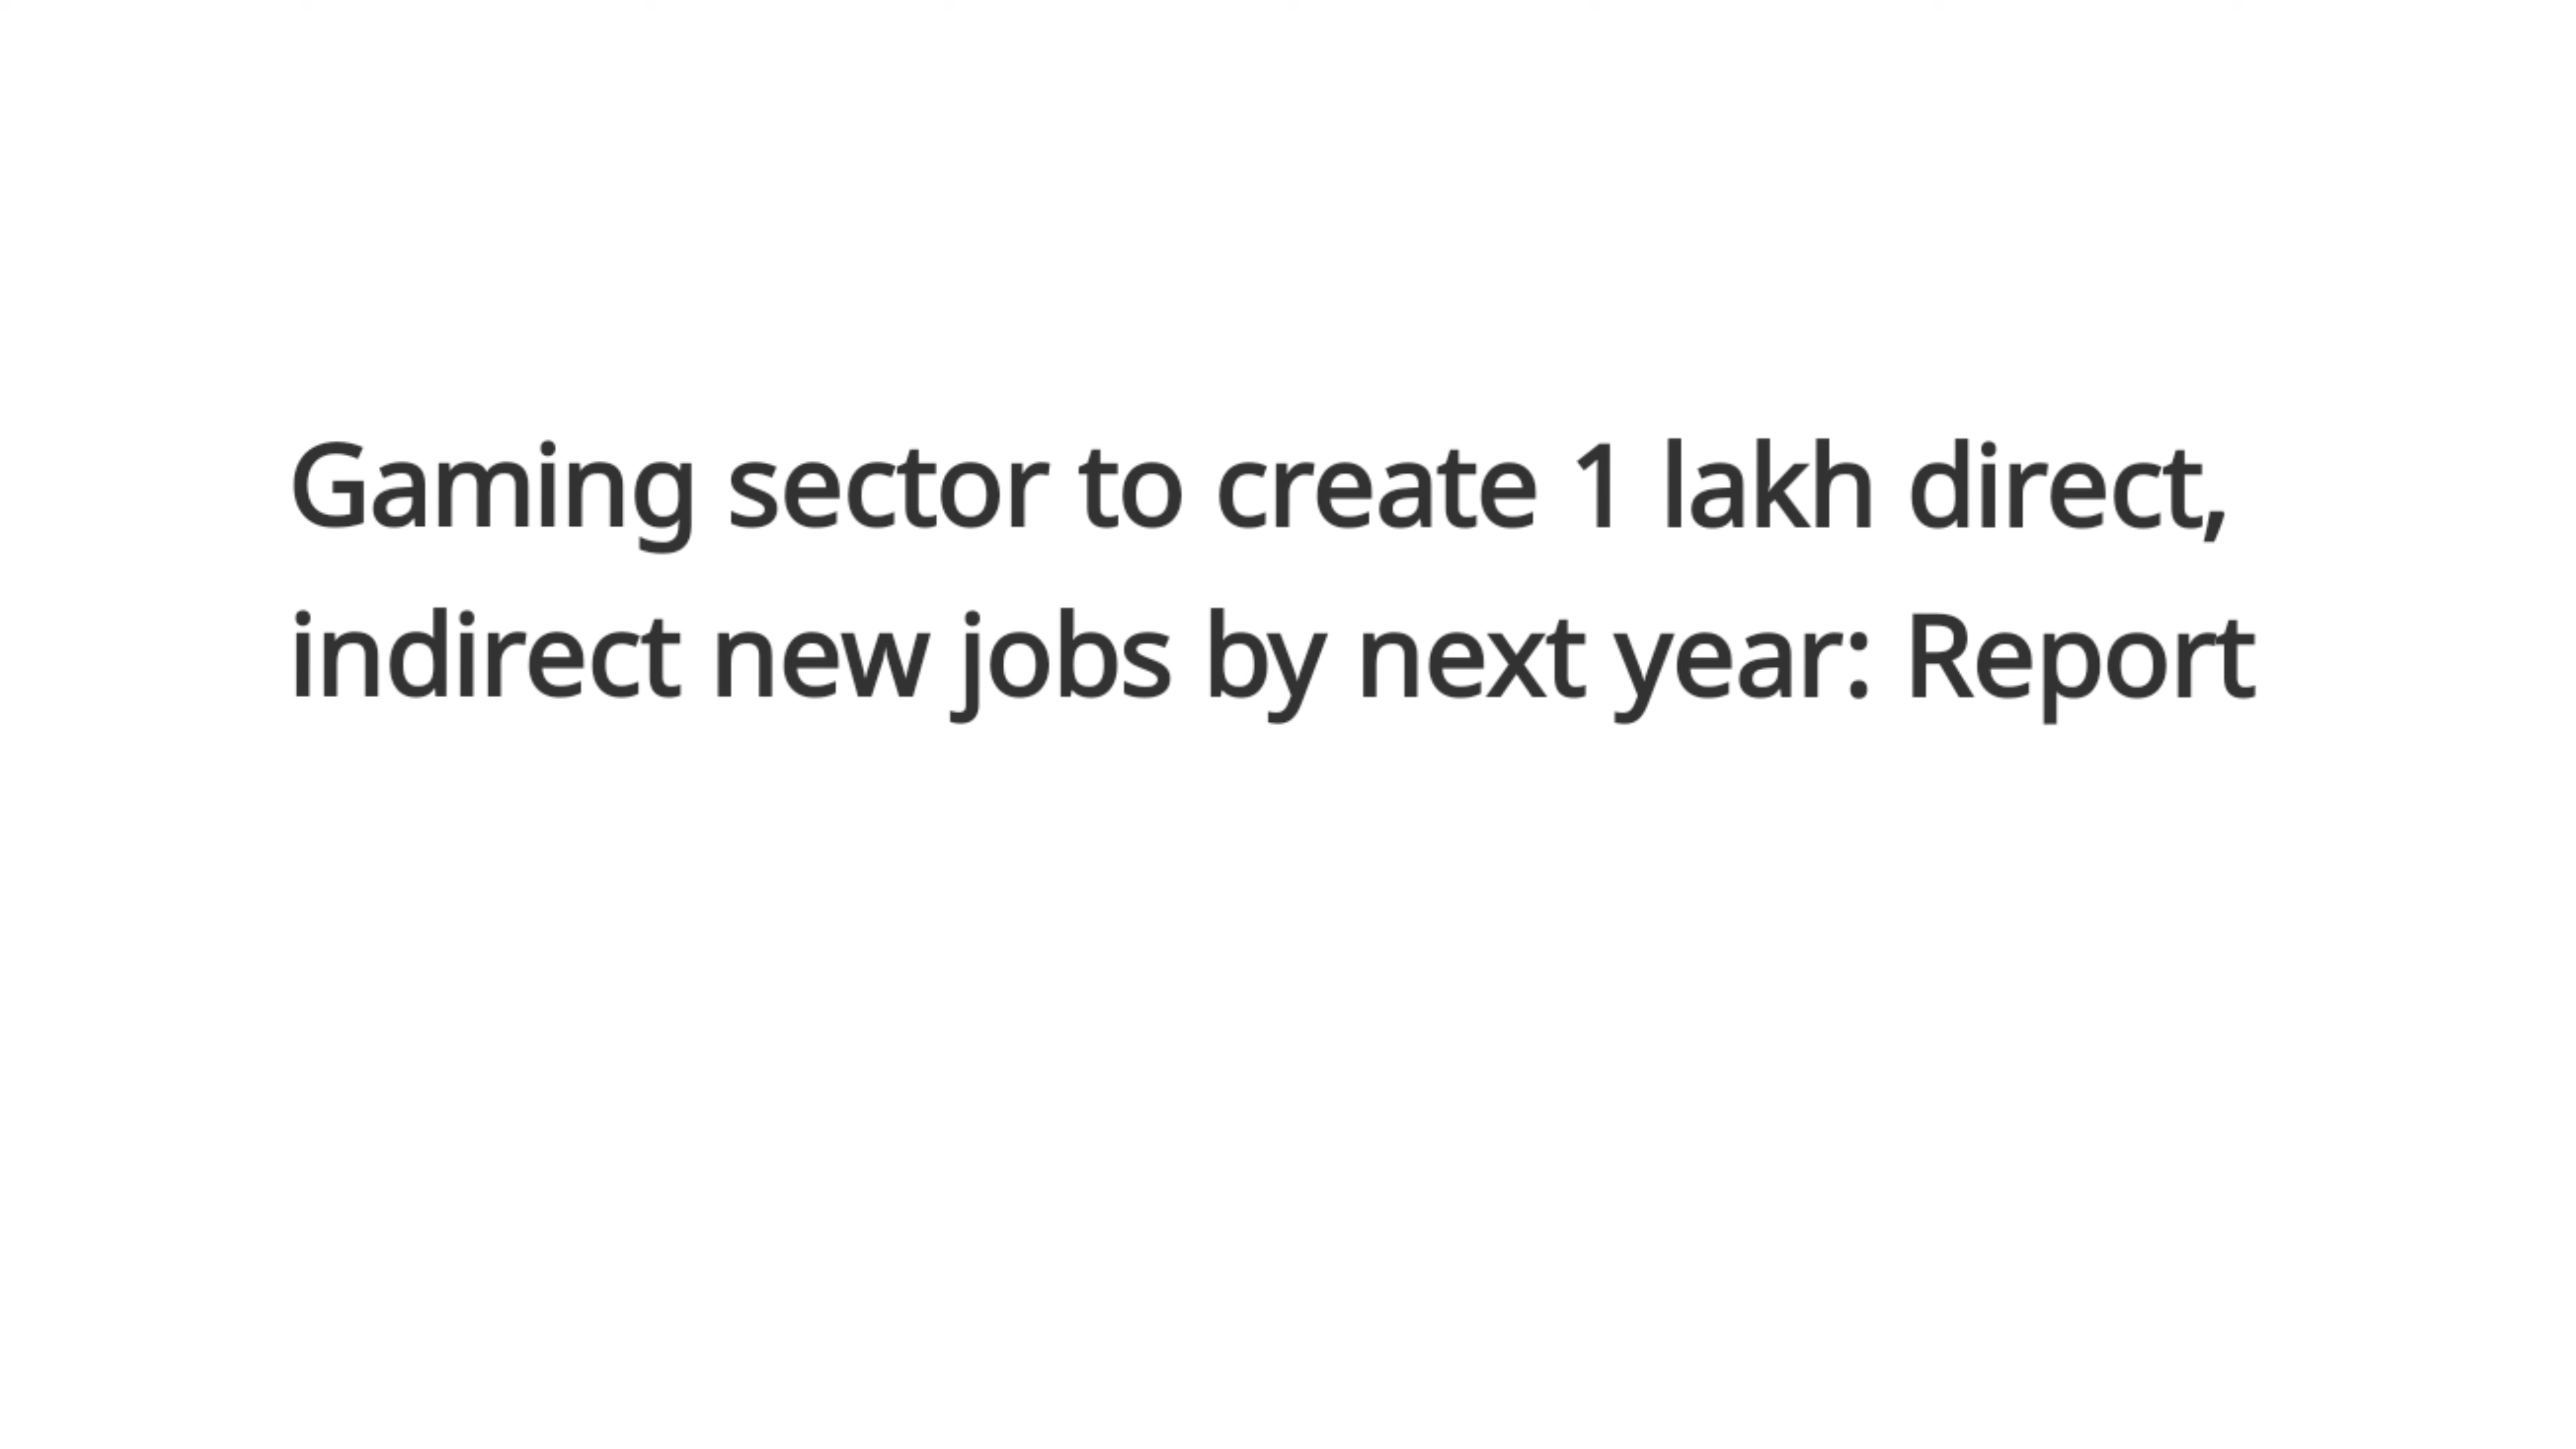 Gaming sector to create 1 lakh direct,
indirect new jobs by next year: Report